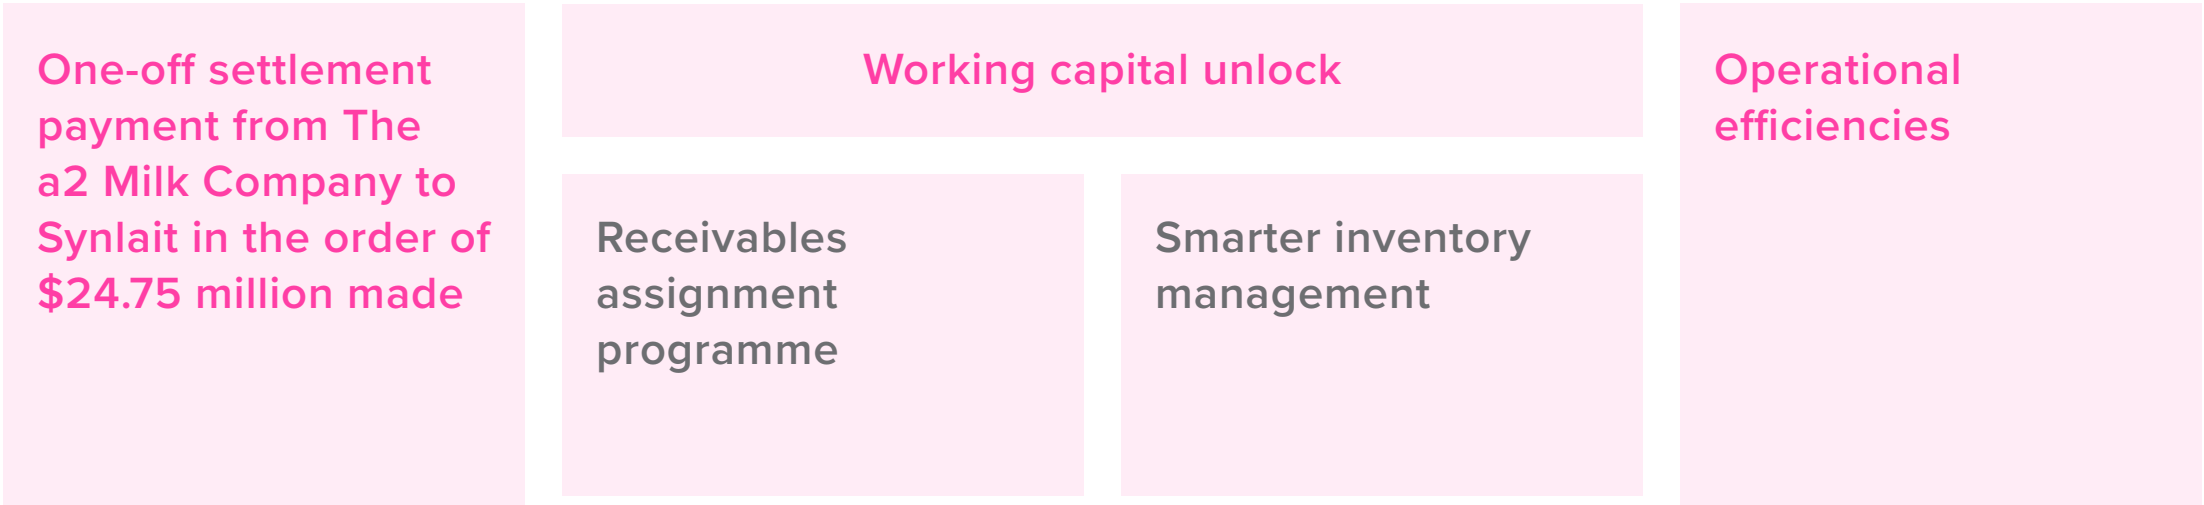 One-off settlement
payment from The
a2 Milk Company to
Synlait in the order of
$24.75 million made
Working capital unlock
Receivables
assignment
programme
Smarter inventory
management
Operational
efficiencies